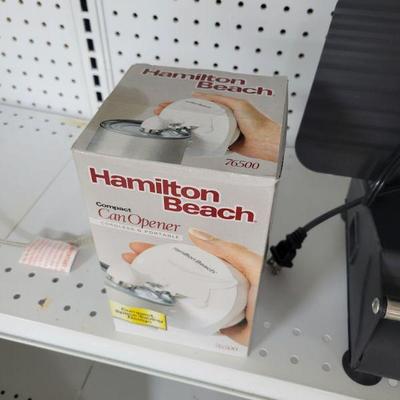 Hamilton
Beach
76500
Hamilton
Beach
Compact
Can Opener
CORDLESS & PORTABLE
Hamilton Beach
76500